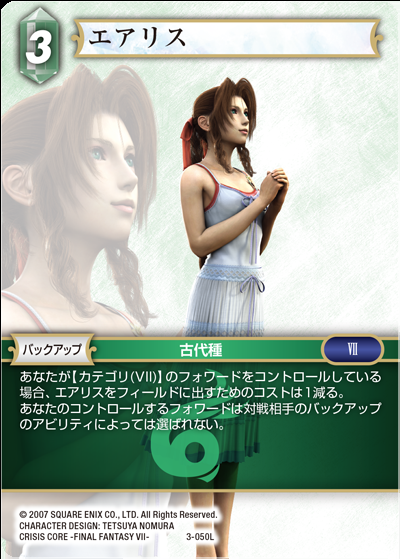 3
エアリス
バックアップ
古代種
VII
あなたが【カテゴリ(VII)】のフォワードをコントロールしている
場合、エアリスをフィールドに出すためのコストは1減る。
あなたのコントロールするフォワードは対戦相手のバックアップ
のアビリティによっては選ばれない。
© 2007 SQUARE ENIX CO., LTD. All Rights Reserved.
CHARACTER DESIGN: TETSUYA NOMURA
CRISIS CORE -FINAL FANTASY VII- 3-050L